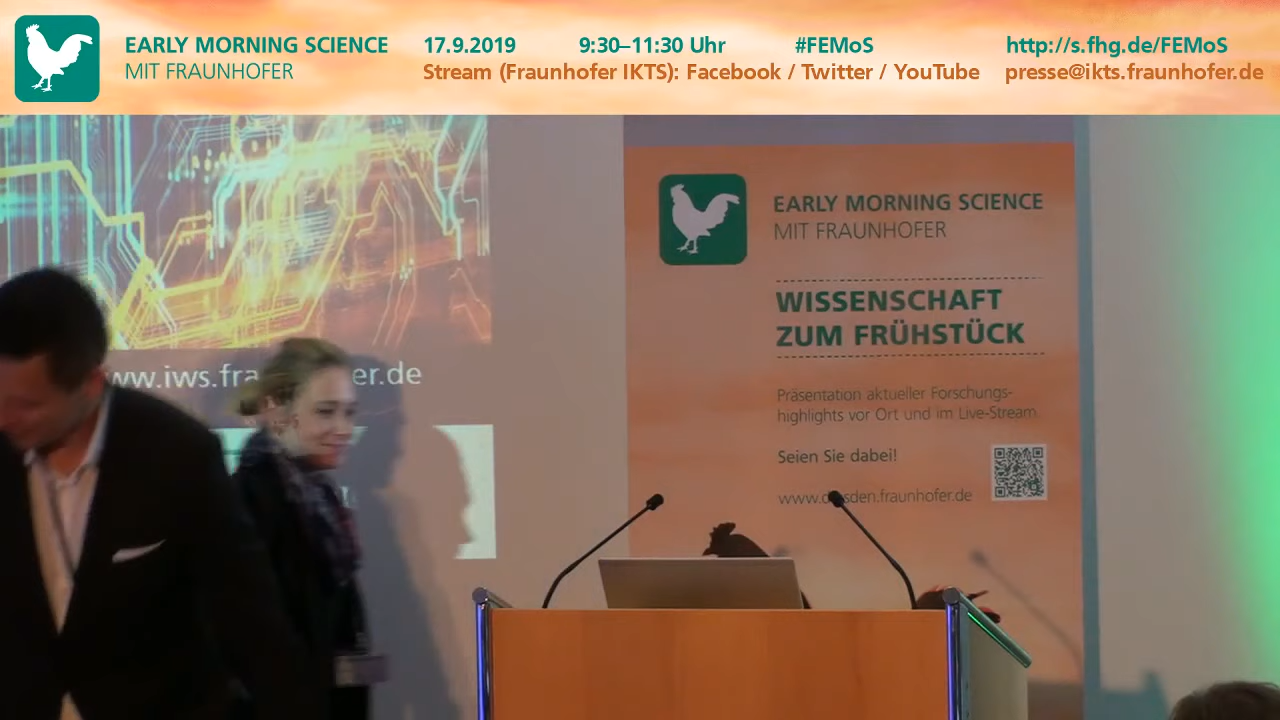 EARLY MORNING SCIENCE
MIT FRAUNHOFER
17.9.2019 9:30–11:30 Uhr #FEMoS http://s.fhg.de/FEMoS
Stream (Fraunhofer IKTS): Facebook / Twitter / YouTube presse@ikts.fraunhofer.de
EARLY MORNING SCIENCE
MIT FRAUNHOFER
WISSENSCHAFT
ZUM FRÜHSTÜCK
Präsentation aktueller Forschungs-
highlights vor Ort und im Live-Stream
Seien Sie dabei!